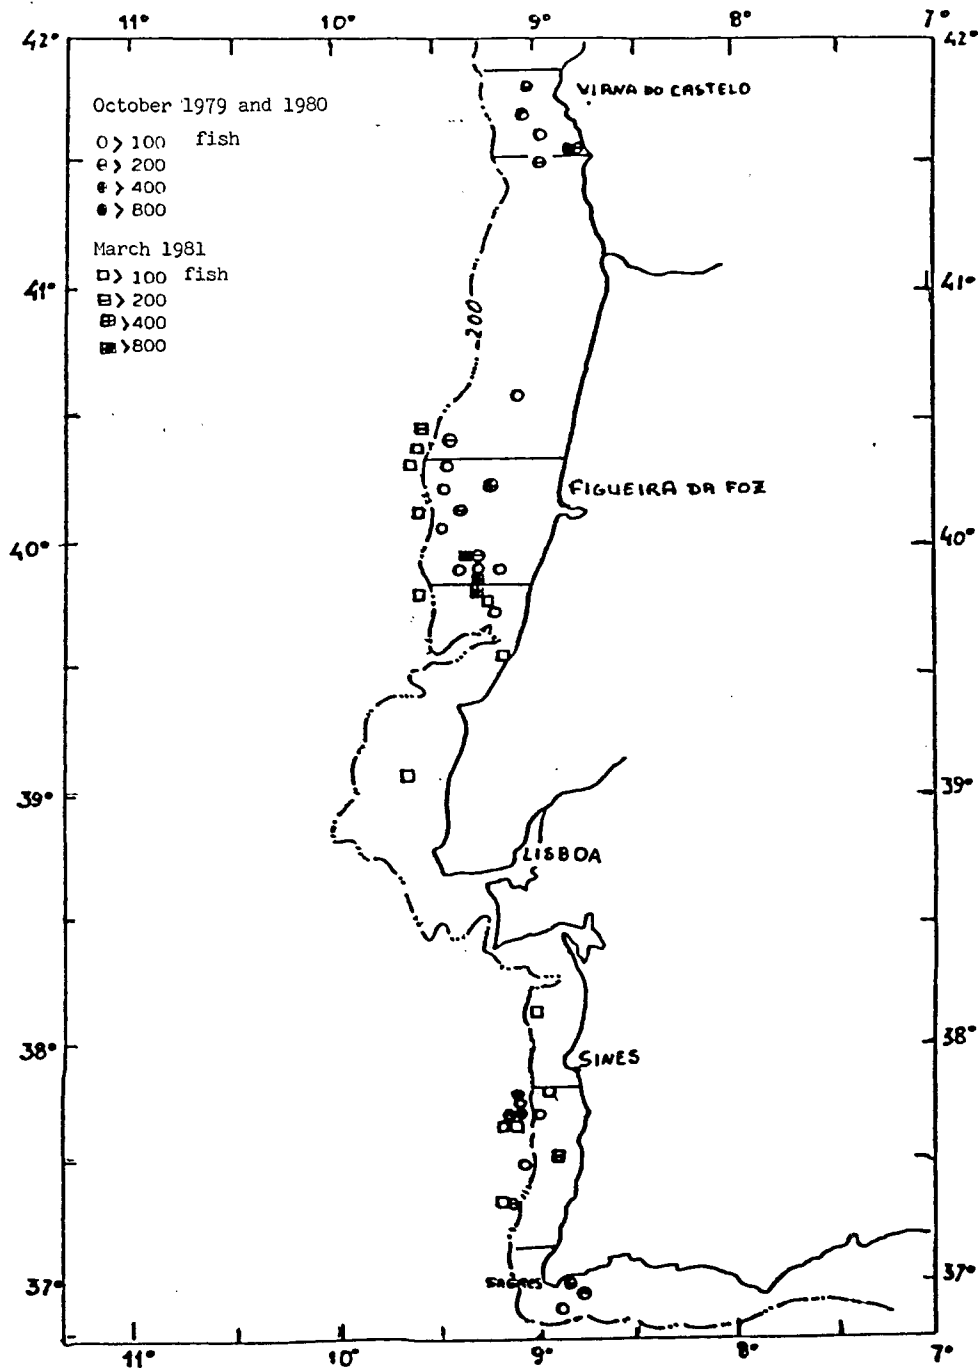 11° 10° 9° 8° 7°
42° 42°
VIANA DO CASTELO
October 1979 and 1980
O > 100 fish
⊖ > 200
> 400
● > 800
March 1981
□ > 100 fish
⊟ > 200
⊞ > 400
■ > 800
41° 41°
200
FIGUEIRA DA FOZ
40° 40°
39° 39°
LISBOA
38° 38°
SINES
37° 37°
SAGRES
11° 10° 9° 8° 7°